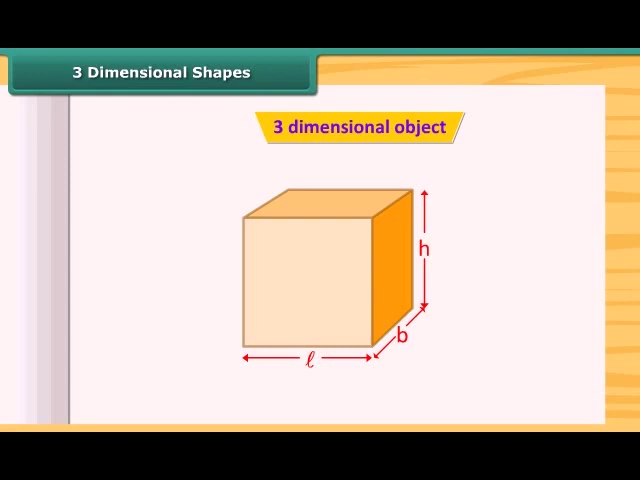 3 Dimensional Shapes
3 dimensional object
h
b
ℓ